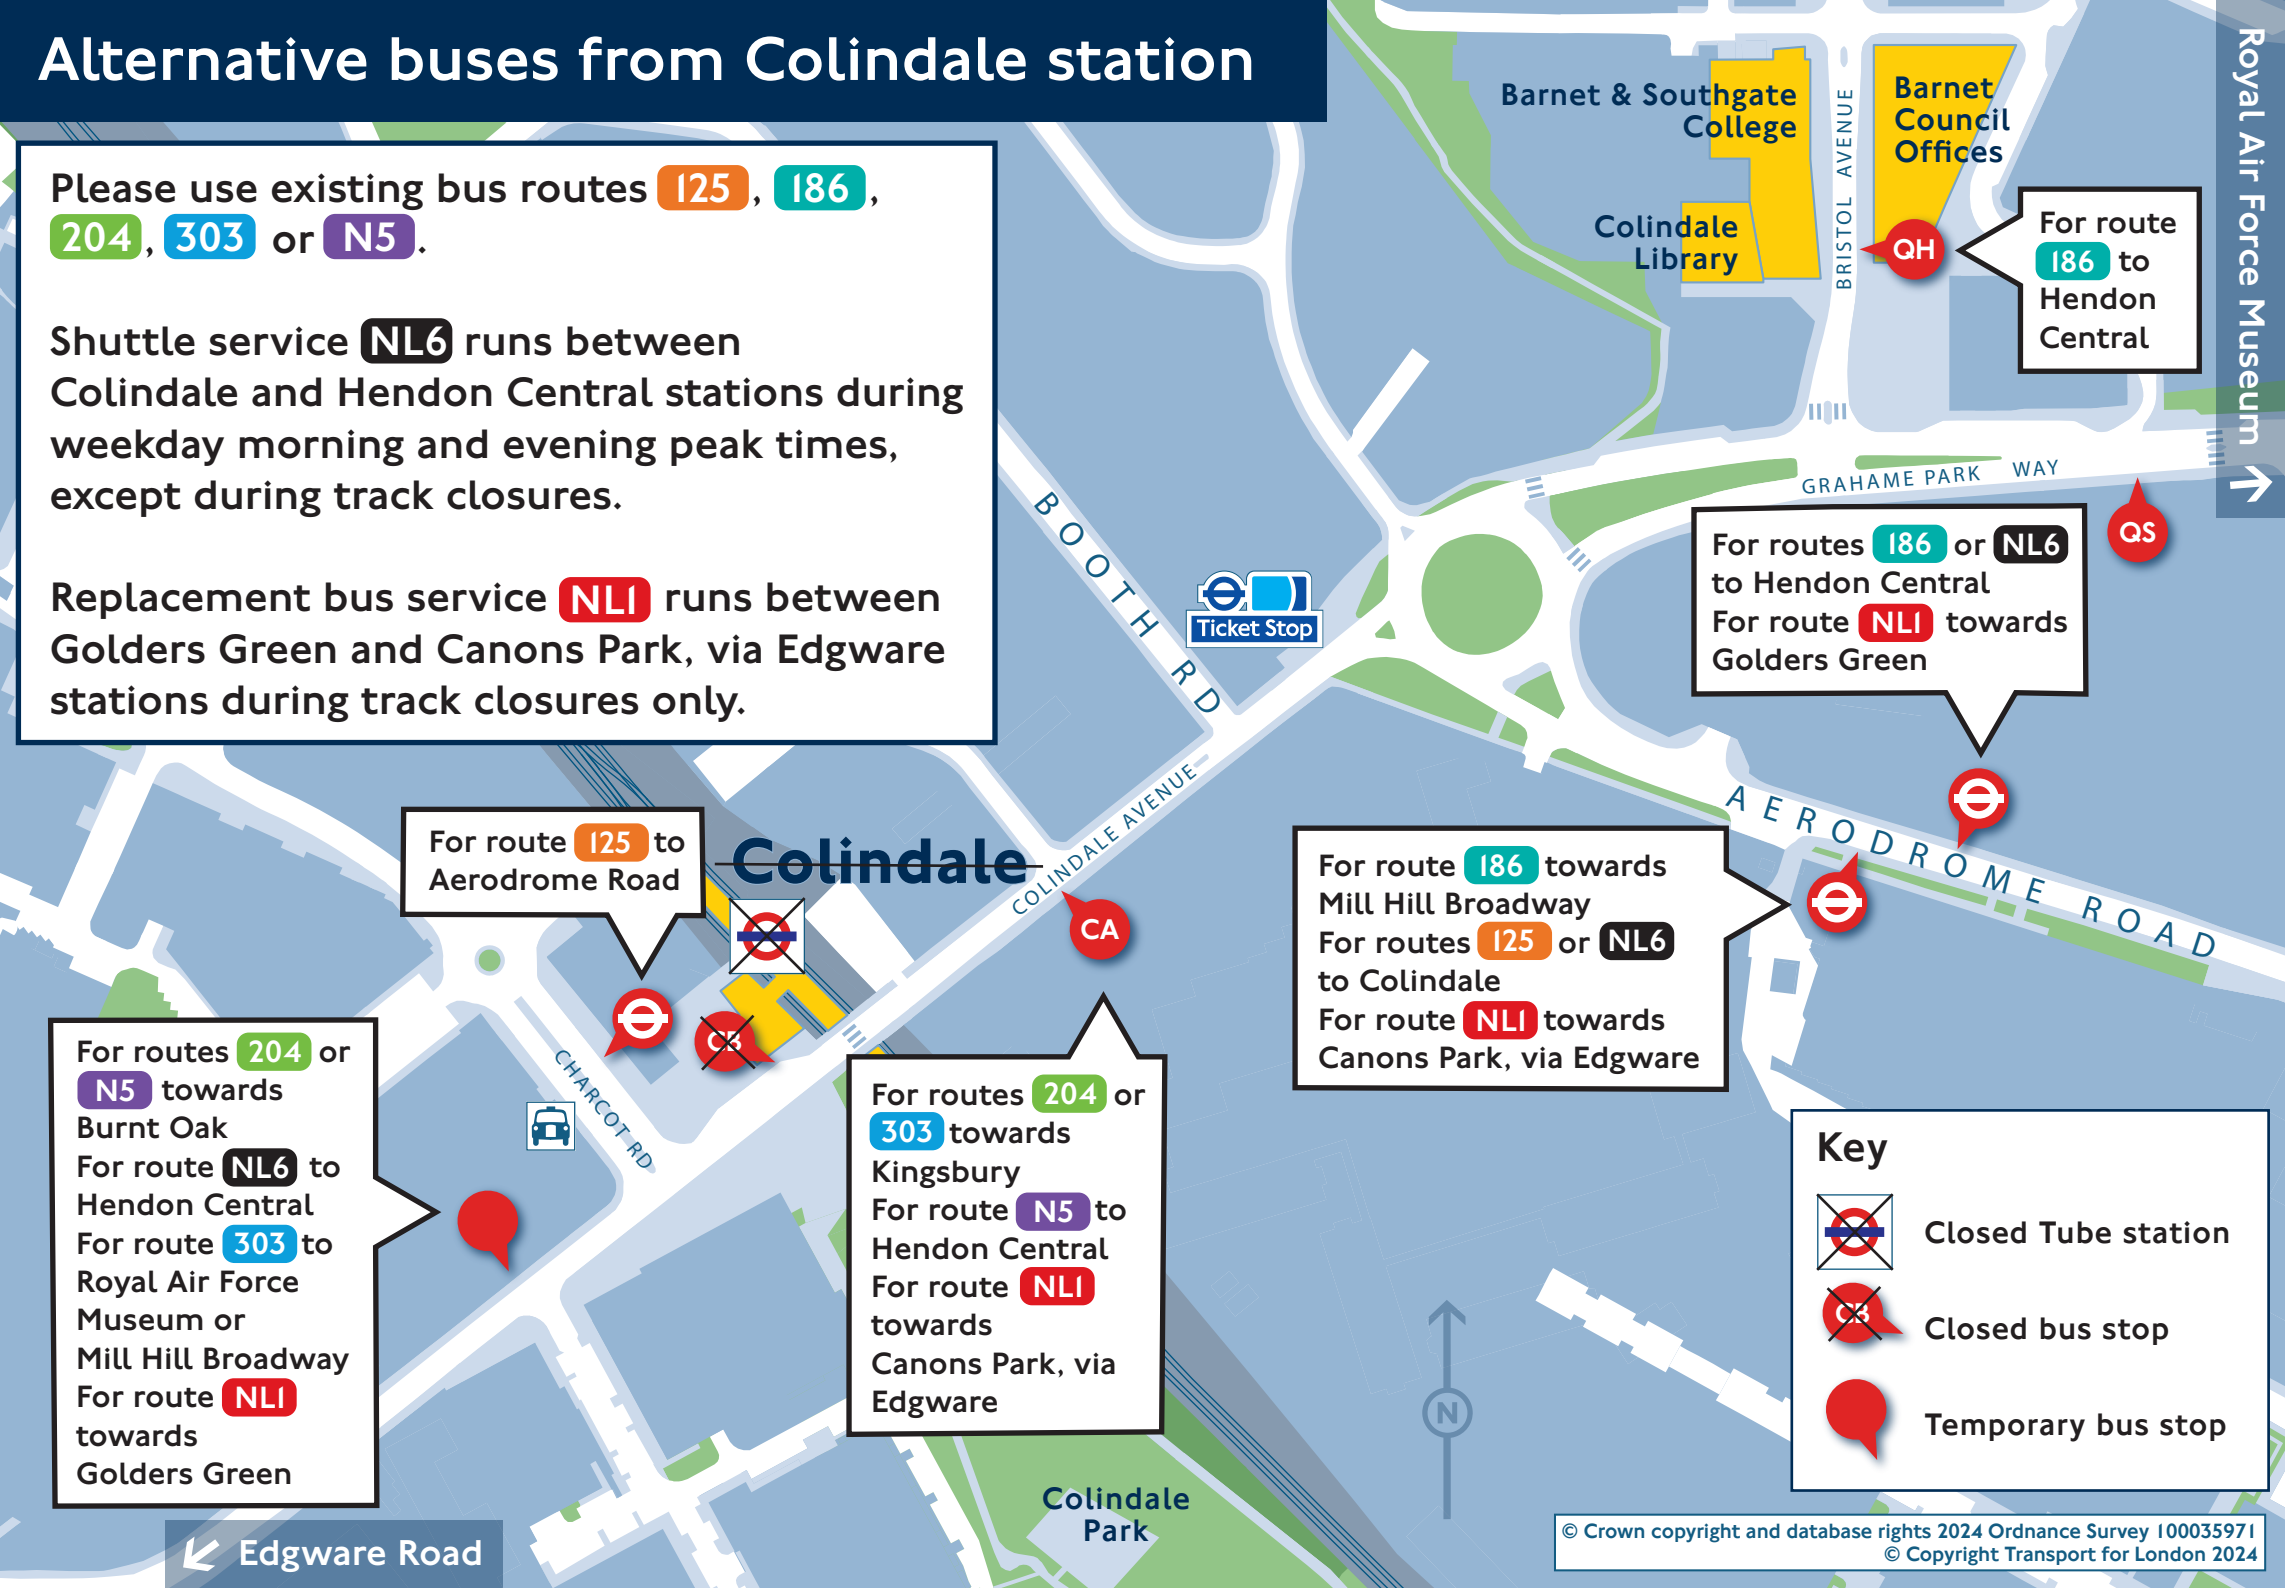 Alternative buses from Colindale station
Please use existing bus routes 125, 186,
204, 303 or N5.
Shuttle service NL6 runs between
Colindale and Hendon Central stations during
weekday morning and evening peak times,
except during track closures.
Replacement bus service NL1 runs between
Golders Green and Canons Park, via Edgware
stations during track closures only.
Barnet & Southgate
College
Barnet
Council
Offices
Colindale
Library
BRISTOL AVENUE
QH
For route
186 to
Hendon
Central
Royal Air Force Museum
GRAHAME PARK WAY
QS
BOOTH RD
Ticket Stop
For routes 186 or NL6
to Hendon Central
For route NL1 towards
Golders Green
COLINDALE AVENUE
AERODROME ROAD
For route 125 to
Aerodrome Road
Colindale
CA
CB
CHARCOT RD
For route 186 towards
Mill Hill Broadway
For routes 125 or NL6
to Colindale
For route NL1 towards
Canons Park, via Edgware
For routes 204 or
N5 towards
Burnt Oak
For route NL6 to
Hendon Central
For route 303 to
Royal Air Force
Museum or
Mill Hill Broadway
For route NL1
towards
Golders Green
For routes 204 or
303 towards
Kingsbury
For route N5 to
Hendon Central
For route NL1
towards
Canons Park, via
Edgware
Key
Closed Tube station
CB
Closed bus stop
Temporary bus stop
N
Colindale
Park
Edgware Road
© Crown copyright and database rights 2024 Ordnance Survey 100035971
© Copyright Transport for London 2024